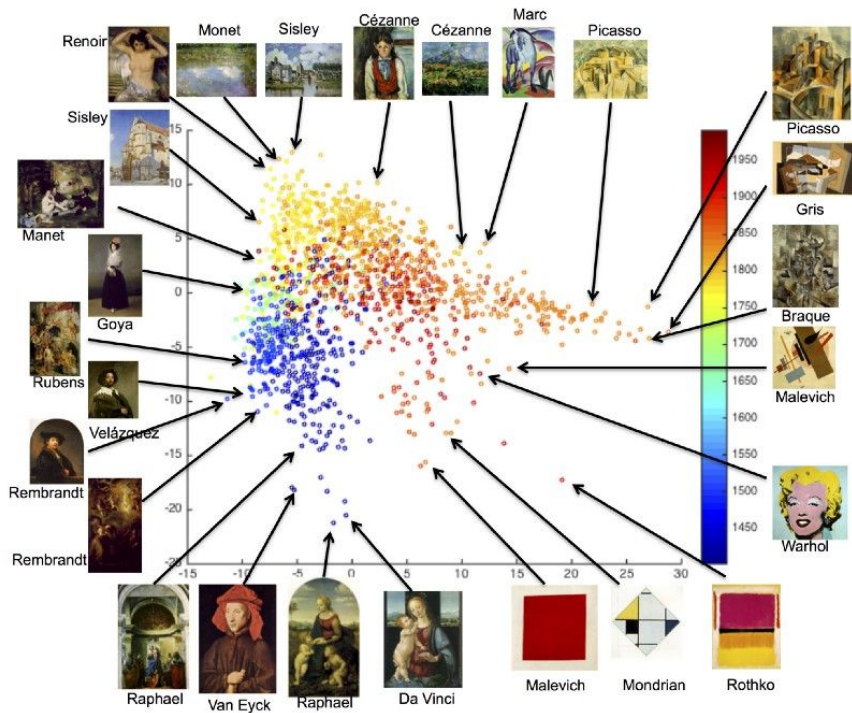 Renoir
Monet
Sisley
Cézanne
Cézanne
Marc
Picasso
Picasso
Sisley
Gris
Manet
Braque
Goya
Malevich
Rubens
Velázquez
Rembrandt
Warhol
Rembrandt
15
10
5
0
-5
-10
-15
-20
-25
-15
-10
-5
0
5
10
15
20
25
30
1950
1900
1850
1800
1750
1700
1650
1600
1550
1500
1450
Raphael
Van Eyck
Raphael
Da Vinci
Malevich
Mondrian
Rothko